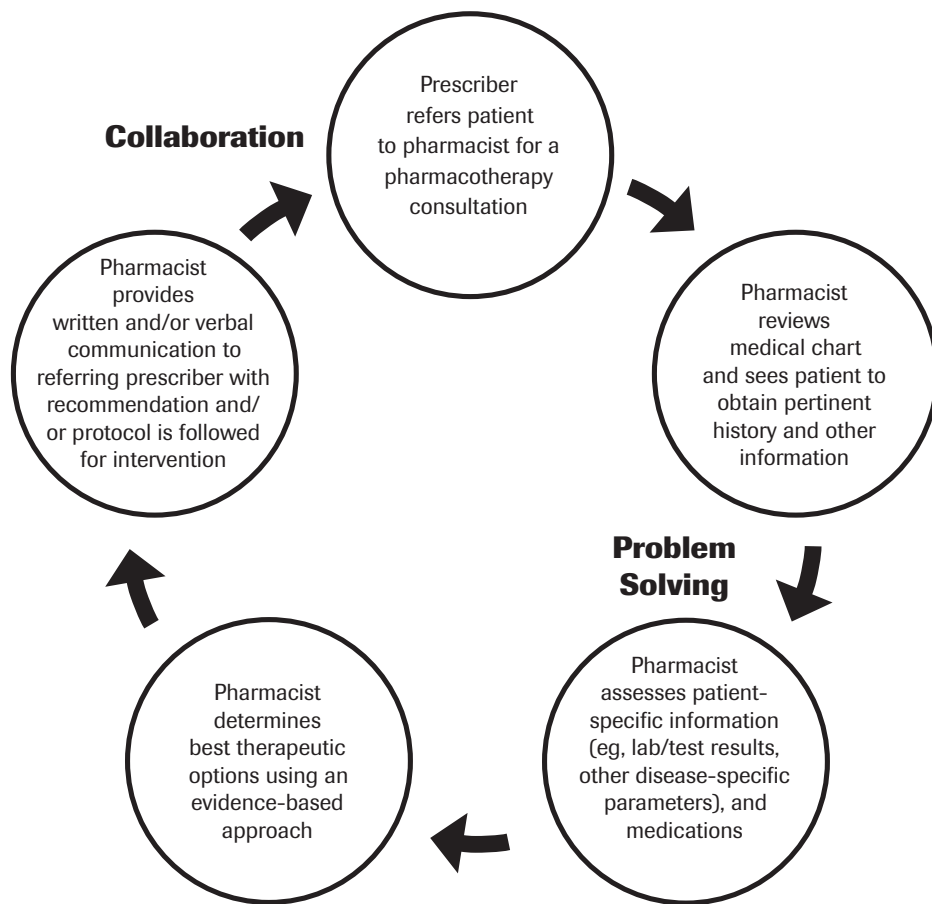 Collaboration
Prescriber
refers patient
to pharmacist for a
pharmacotherapy
consultation
Pharmacist
reviews
medical chart
and sees patient to
obtain pertinent
history and other
information
Problem
Solving
Pharmacist
assesses patient-
specific information
(eg, lab/test results,
other disease-specific
parameters), and
medications
Pharmacist
determines
best therapeutic
options using an
evidence-based
approach
Pharmacist
provides
written and/or verbal
communication to
referring prescriber with
recommendation and/
or protocol is followed
for intervention